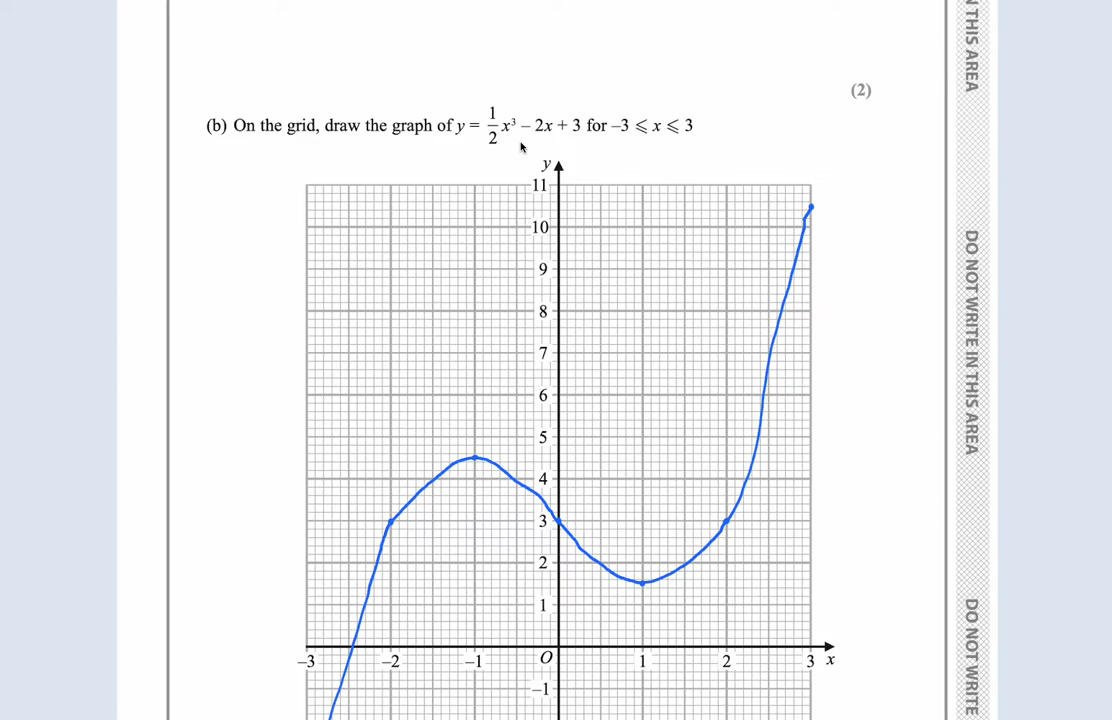 THIS AREA
(2)
(b) On the grid, draw the graph of y = 1/2 x³ – 2x + 3 for –3 ⩽ x ⩽ 3
y
11
10
9
8
7
6
5
4
3
2
1
–3 –2 –1 O 1 2 3 x
–1
DO NOT WRITE IN THIS AREA
DO NOT WRITE